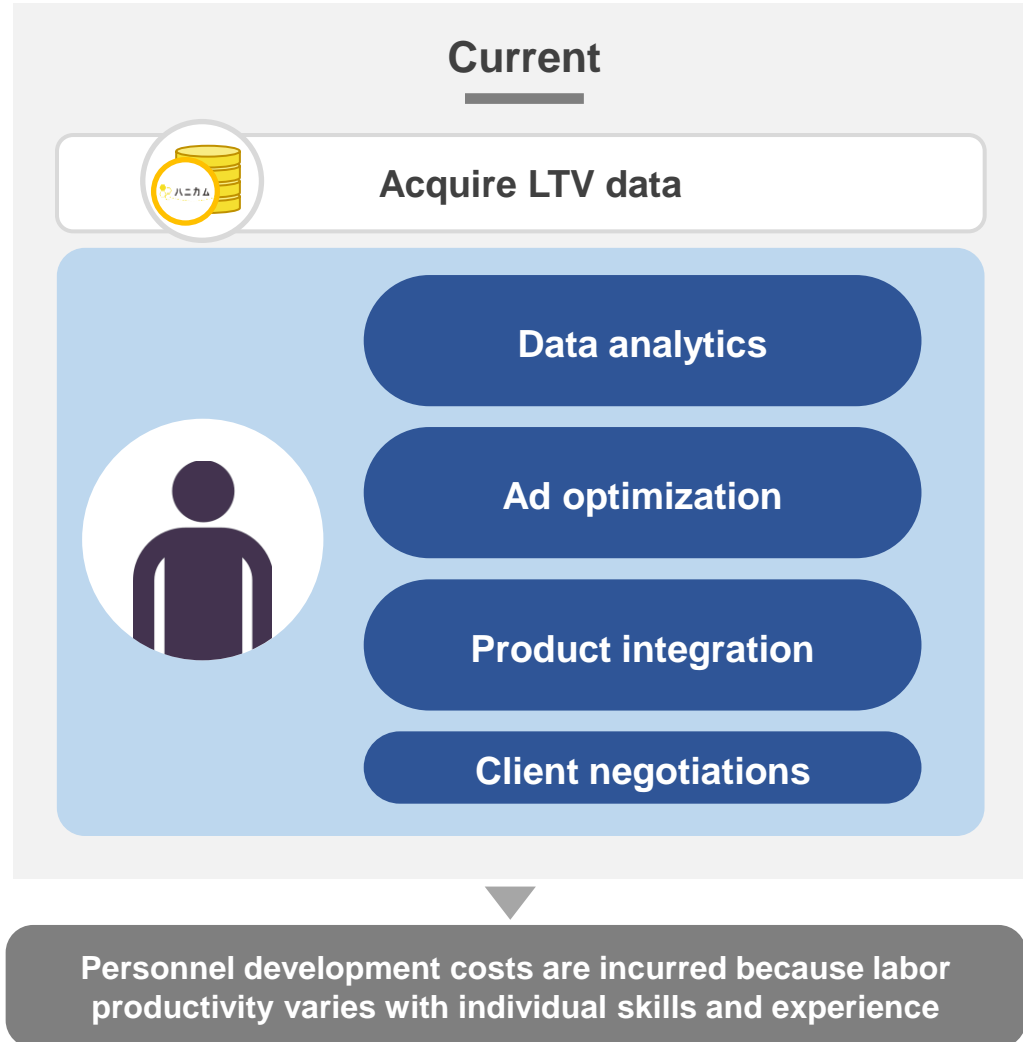 Current
ハニカム
Acquire LTV data
Data analytics
Ad optimization
Product integration
Client negotiations
Personnel development costs are incurred because labor
productivity varies with individual skills and experience